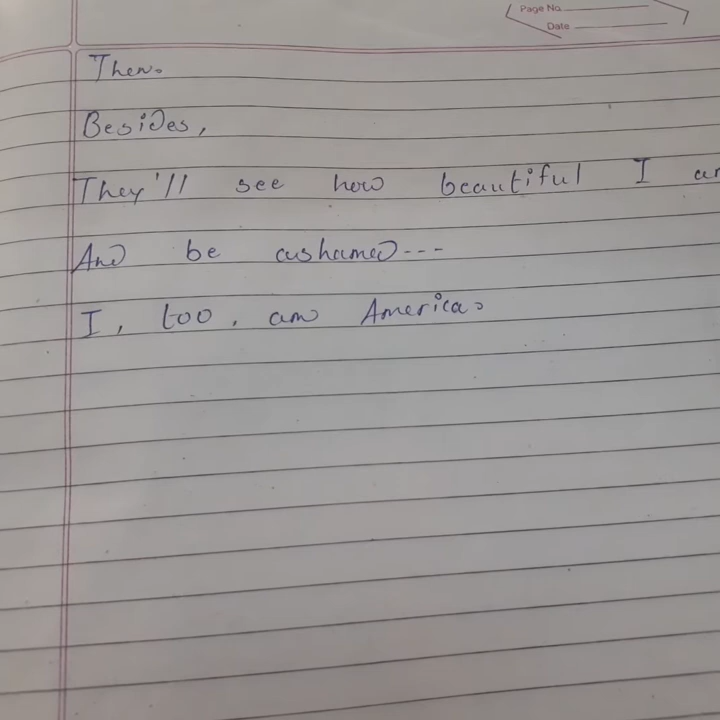 Page No.
Date
Then.
Besides,
They'll see how beautiful I
And be ashamed---
I, too, am America.